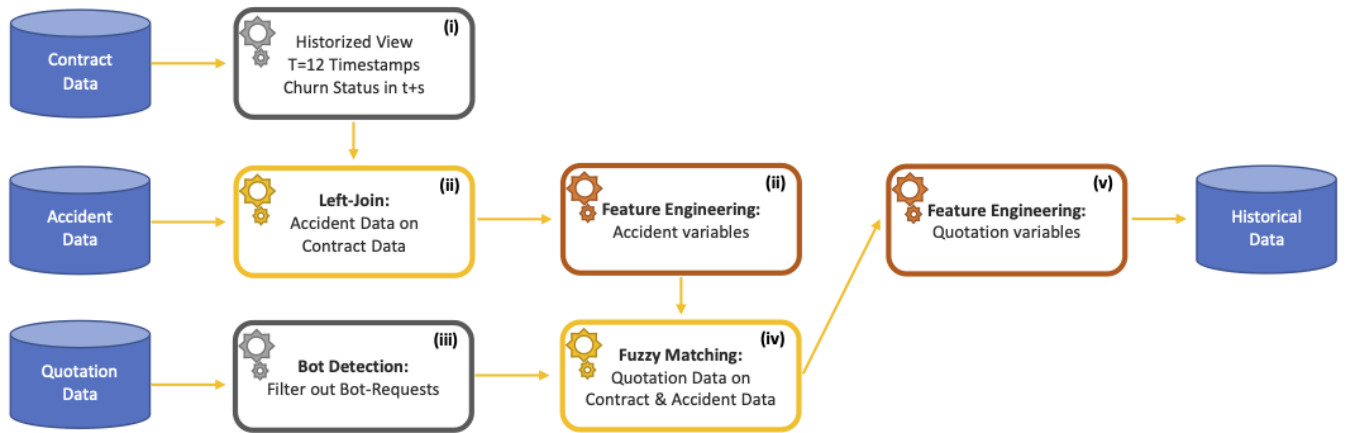 Contract
Data
(i)
Historized View
T=12 Timestamps
Churn Status in t+s
Accident
Data
(ii)
Left-Join:
Accident Data on
Contract Data
(ii)
Feature Engineering:
Accident variables
(v)
Feature Engineering:
Quotation variables
Historical
Data
Quotation
Data
(iii)
Bot Detection:
Filter out Bot-Requests
(iv)
Fuzzy Matching:
Quotation Data on
Contract & Accident Data